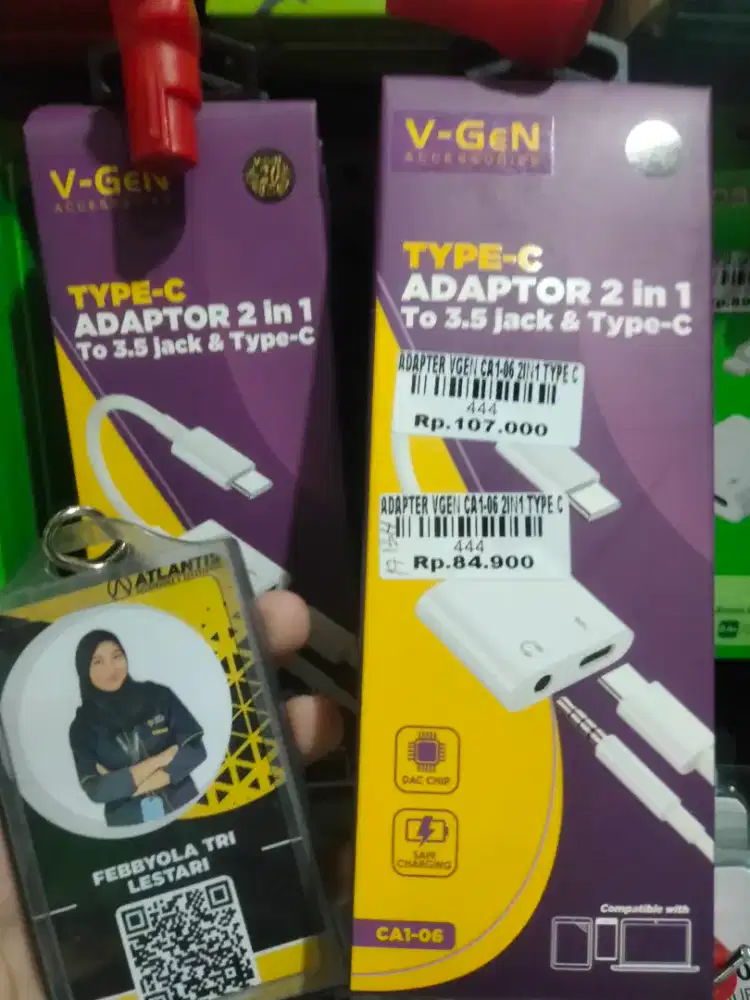 V-GeN
ACCESSORIES
TYPE-C
ADAPTOR 2 in 1
To 3.5 jack & Type-C
V-GeN
ACCESSORIES
TYPE-C
ADAPTOR 2 in 1
To 3.5 jack & Type-C
ADAPTER VGEN CA1-06 2IN1 TYPE C
444
Rp.107.000
ADAPTER VGEN CA1-06 2IN1 TYPE C
444
Rp.84.900
DAC CHIP
SAFE
CHARGING
CA1-06
Compatible with
ATLANTIS
FEBBYOLA TRI
LESTARI